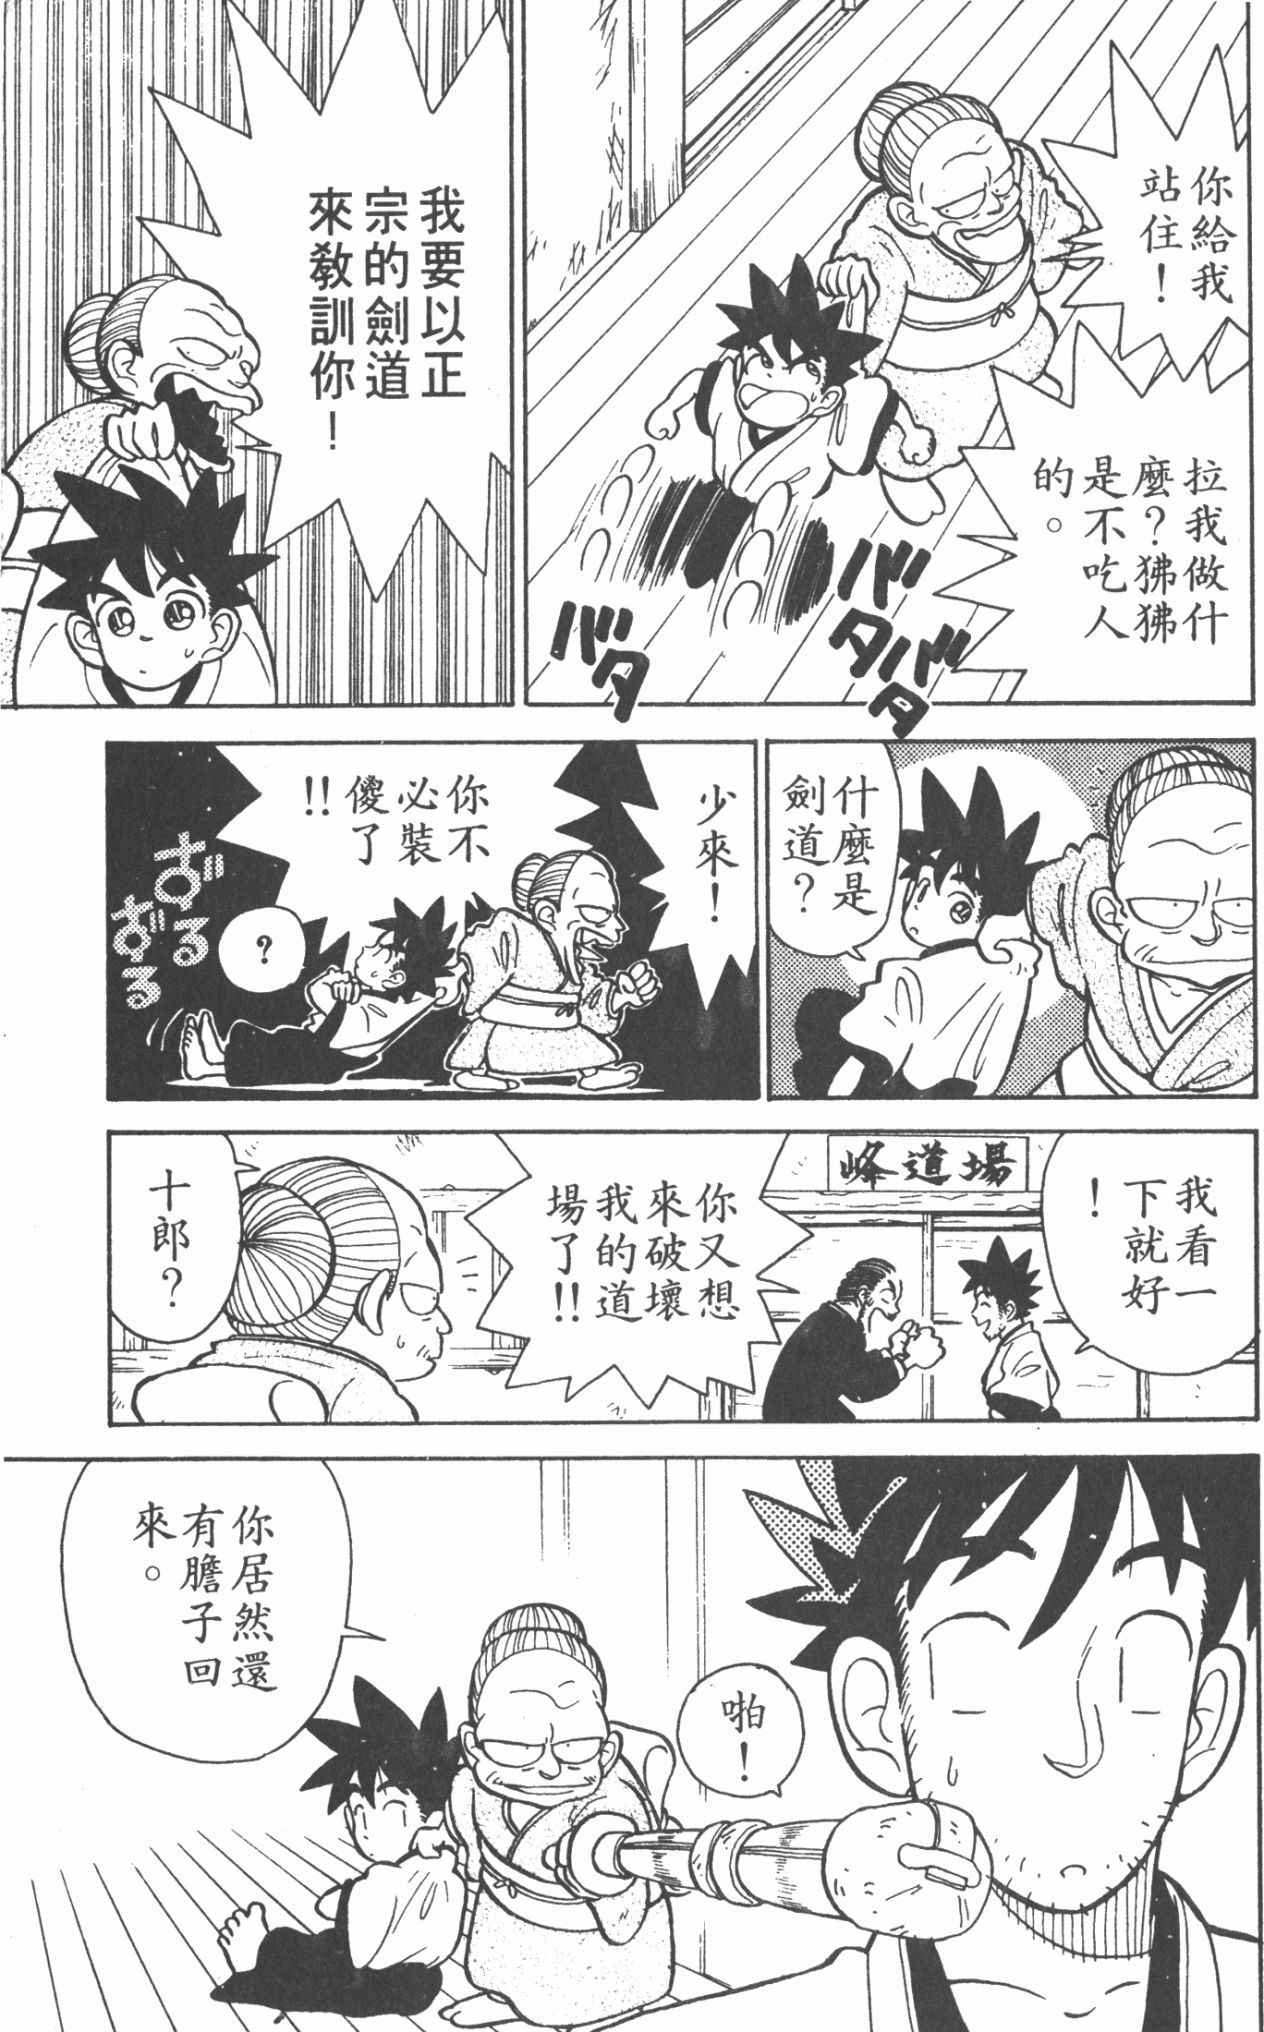 你給我
站住！
拉我做什
麼？狒狒
是不吃人
的。
バタ
バタ
バタ
我要以正
宗的劍道
來教訓你！
什麼是
劍道？
少來！
你不
必裝
傻了
!!
？
ずる
ずる
我看一
下就好
！
峰道場
你又想
來破壞
我的道
場了!!
十郎？
啪！
你居然還
有膽子回
來。